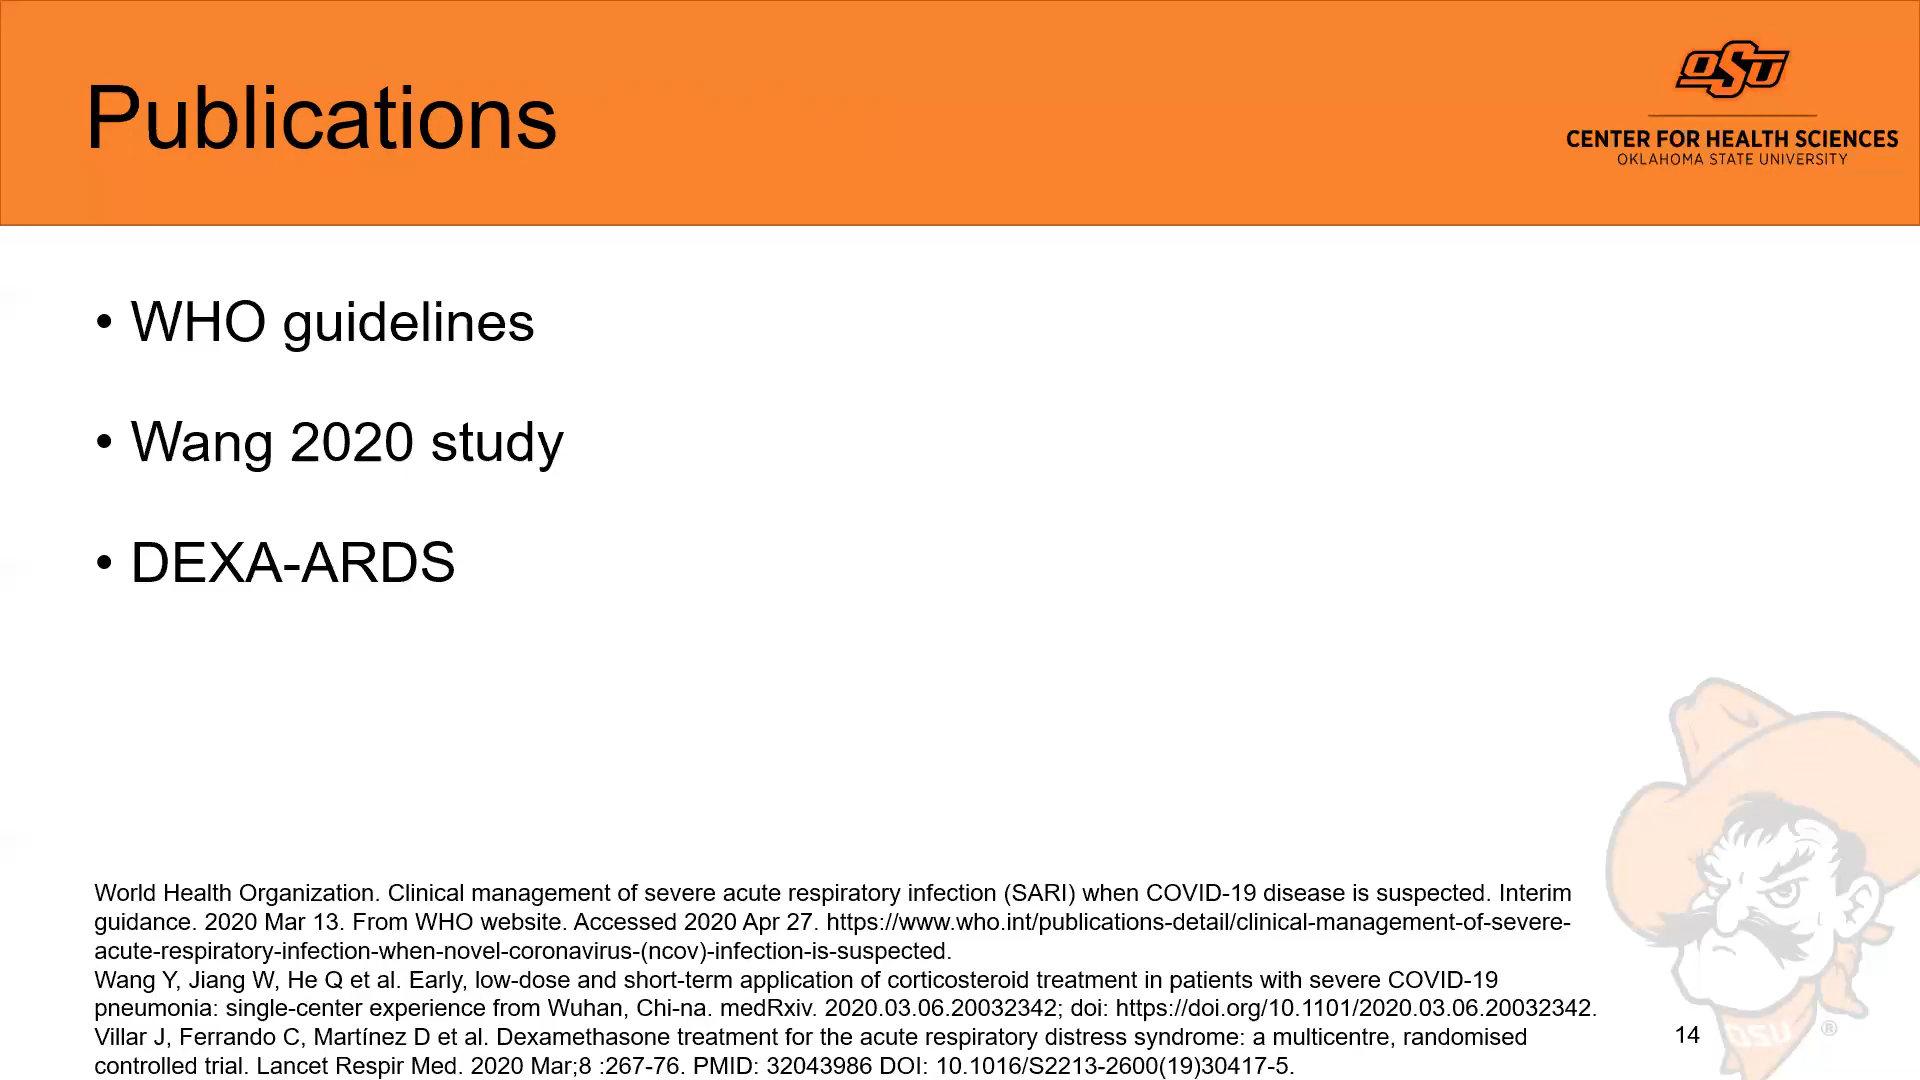 Publications
OSU
CENTER FOR HEALTH SCIENCES
OKLAHOMA STATE UNIVERSITY
• WHO guidelines
• Wang 2020 study
• DEXA-ARDS
World Health Organization. Clinical management of severe acute respiratory infection (SARI) when COVID-19 disease is suspected. Interim
guidance. 2020 Mar 13. From WHO website. Accessed 2020 Apr 27. https://www.who.int/publications-detail/clinical-management-of-severe-
acute-respiratory-infection-when-novel-coronavirus-(ncov)-infection-is-suspected.
Wang Y, Jiang W, He Q et al. Early, low-dose and short-term application of corticosteroid treatment in patients with severe COVID-19
pneumonia: single-center experience from Wuhan, Chi-na. medRxiv. 2020.03.06.20032342; doi: https://doi.org/10.1101/2020.03.06.20032342.
Villar J, Ferrando C, Martínez D et al. Dexamethasone treatment for the acute respiratory distress syndrome: a multicentre, randomised
controlled trial. Lancet Respir Med. 2020 Mar;8 :267-76. PMID: 32043986 DOI: 10.1016/S2213-2600(19)30417-5.
14
OSU ®